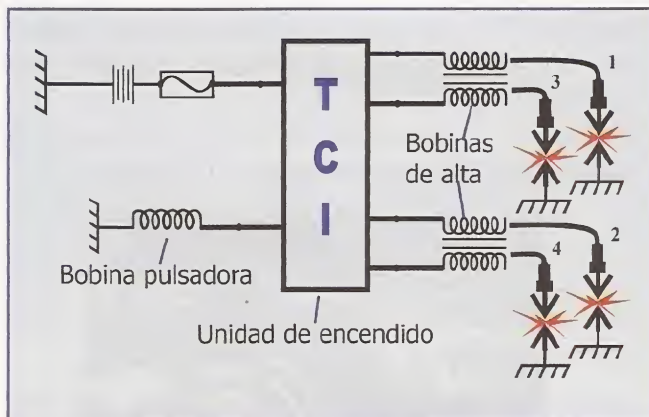 T
C
I
1
3
Bobinas
de alta
2
4
Bobina pulsadora
Unidad de encendido